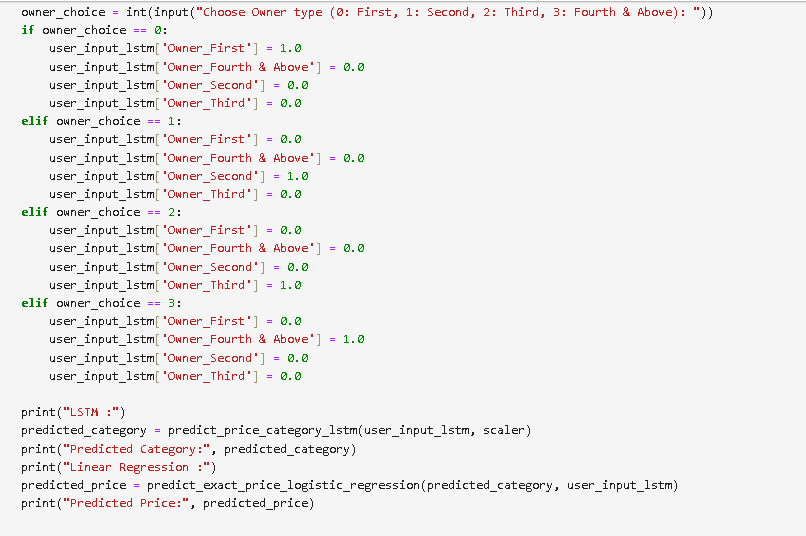 owner_choice = int(input("Choose Owner type (0: First, 1: Second, 2: Third, 3: Fourth & Above): "))
if owner_choice == 0:
    user_input_lstm['Owner_First'] = 1.0
    user_input_lstm['Owner_Fourth & Above'] = 0.0
    user_input_lstm['Owner_Second'] = 0.0
    user_input_lstm['Owner_Third'] = 0.0
elif owner_choice == 1:
    user_input_lstm['Owner_First'] = 0.0
    user_input_lstm['Owner_Fourth & Above'] = 0.0
    user_input_lstm['Owner_Second'] = 1.0
    user_input_lstm['Owner_Third'] = 0.0
elif owner_choice == 2:
    user_input_lstm['Owner_First'] = 0.0
    user_input_lstm['Owner_Fourth & Above'] = 0.0
    user_input_lstm['Owner_Second'] = 0.0
    user_input_lstm['Owner_Third'] = 1.0
elif owner_choice == 3:
    user_input_lstm['Owner_First'] = 0.0
    user_input_lstm['Owner_Fourth & Above'] = 1.0
    user_input_lstm['Owner_Second'] = 0.0
    user_input_lstm['Owner_Third'] = 0.0

print("LSTM :")
predicted_category = predict_price_category_lstm(user_input_lstm, scaler)
print("Predicted Category:", predicted_category)
print("Linear Regression :")
predicted_price = predict_exact_price_logistic_regression(predicted_category, user_input_lstm)
print("Predicted Price:", predicted_price)